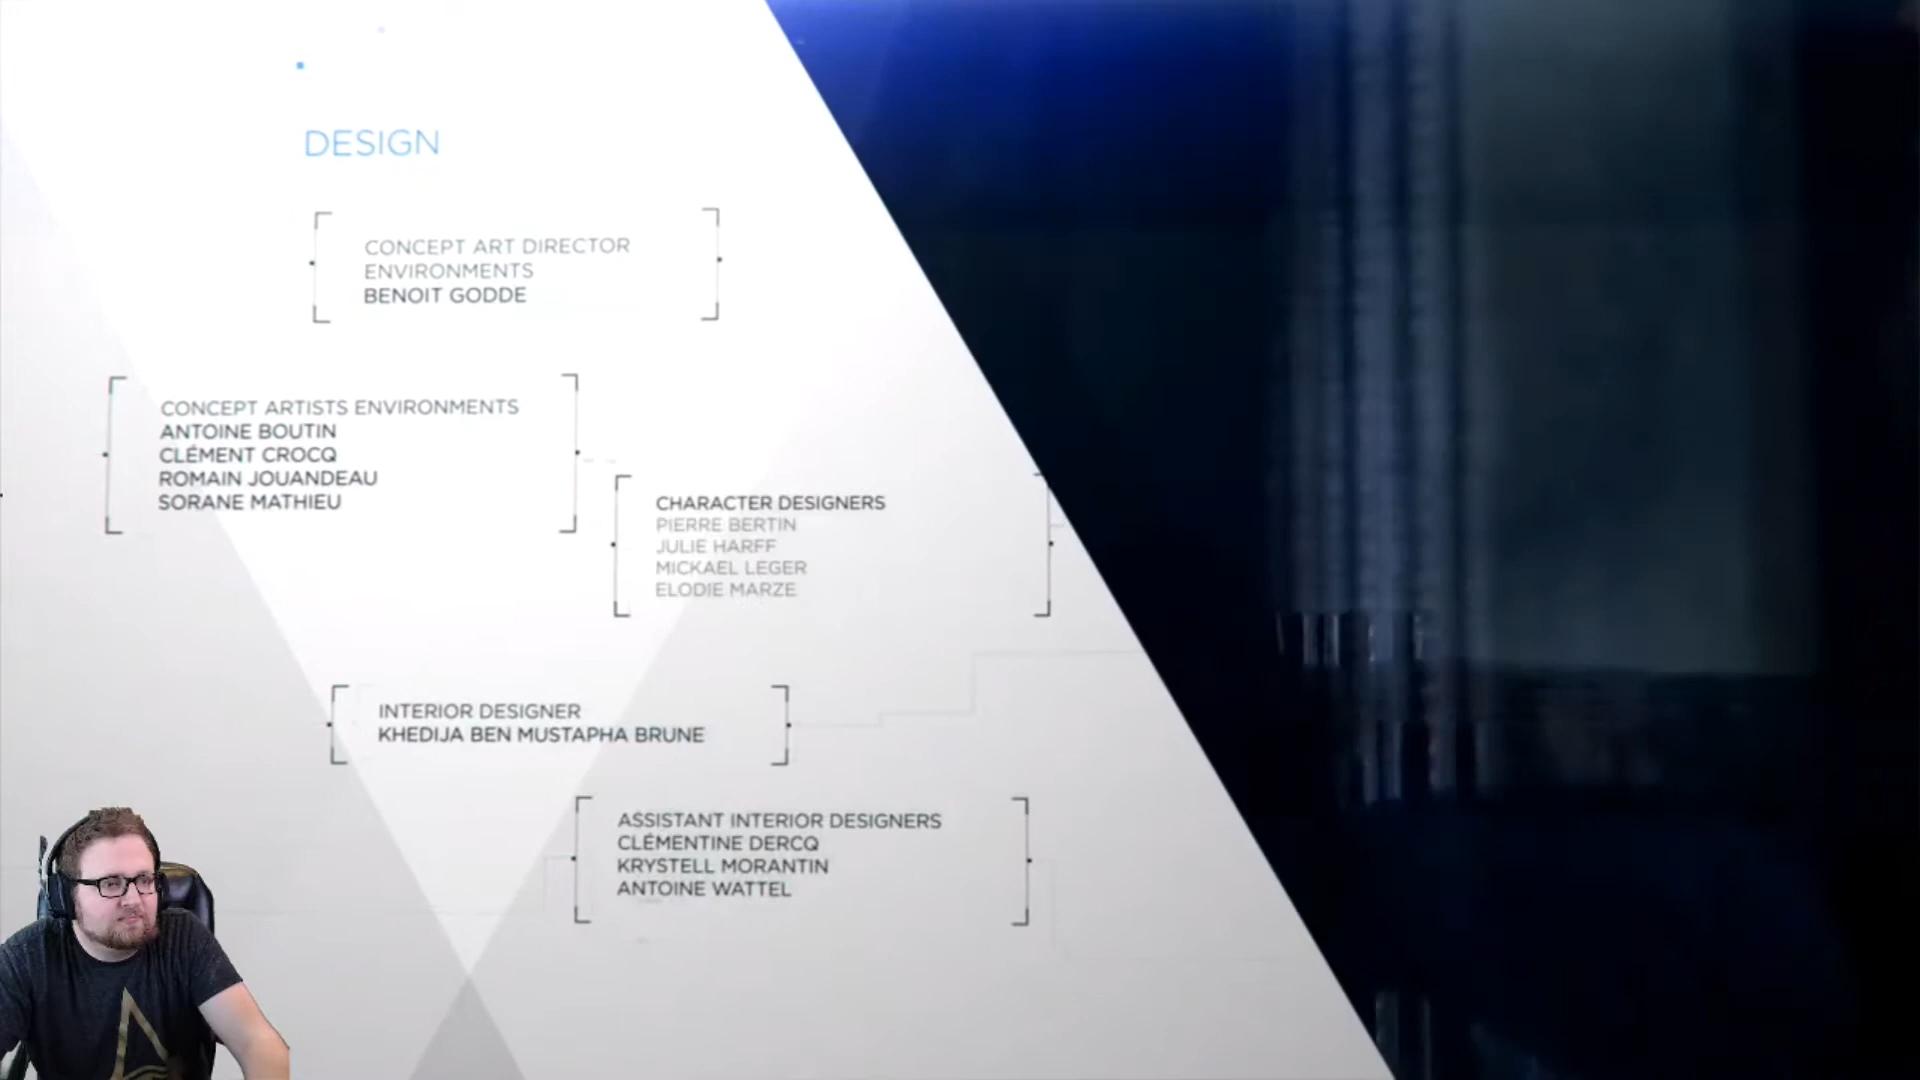 DESIGN
CONCEPT ART DIRECTOR
ENVIRONMENTS
BENOIT GODDE
CONCEPT ARTISTS ENVIRONMENTS
ANTOINE BOUTIN
CLÉMENT CROCQ
ROMAIN JOUANDEAU
SORANE MATHIEU
CHARACTER DESIGNERS
PIERRE BERTIN
JULIE HARFF
MICKAEL LEGER
ELODIE MARZE
INTERIOR DESIGNER
KHEDIJA BEN MUSTAPHA BRUNE
ASSISTANT INTERIOR DESIGNERS
CLÉMENTINE DERCQ
KRYSTELL MORANTIN
ANTOINE WATTEL